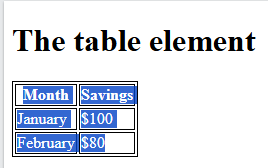 The table element
Month Savings
January $100
February $80